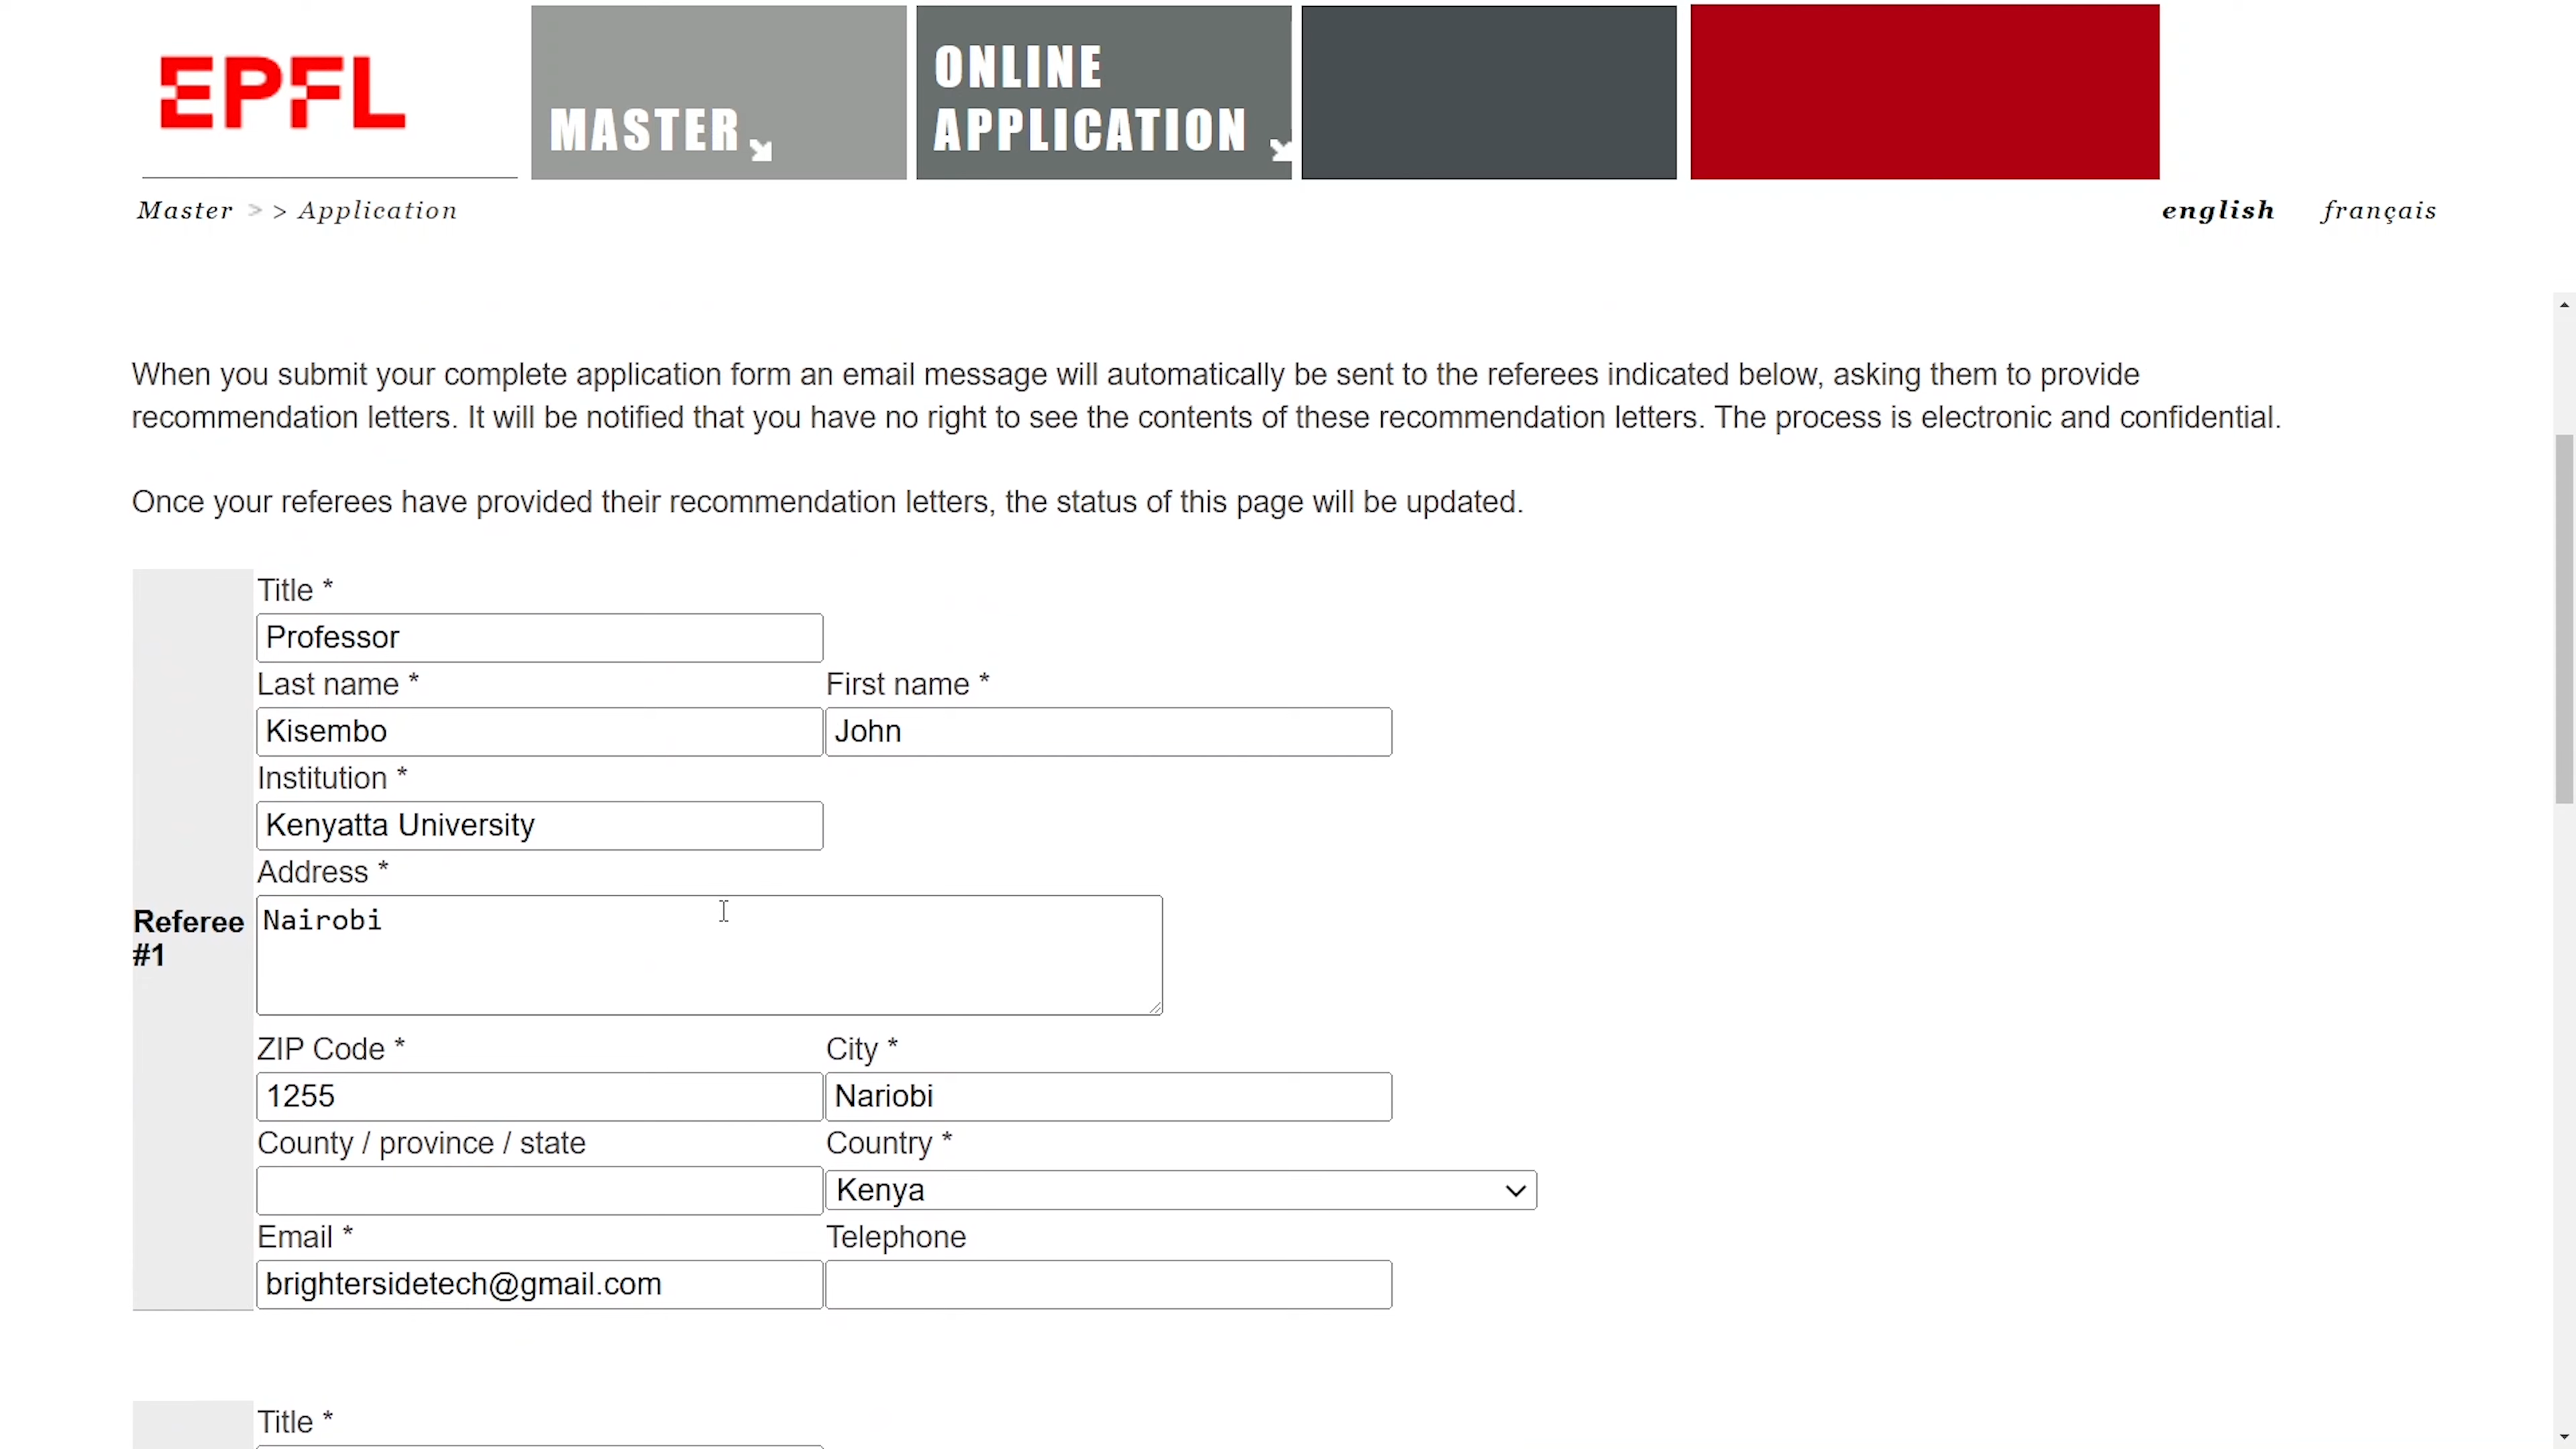 EPFL
MASTER
ONLINE
APPLICATION
Master > > Application
english français
When you submit your complete application form an email message will automatically be sent to the referees indicated below, asking them to provide
recommendation letters. It will be notified that you have no right to see the contents of these recommendation letters. The process is electronic and confidential.
Once your referees have provided their recommendation letters, the status of this page will be updated.
Title *
Professor
Last name * First name *
Kisembo John
Institution *
Kenyatta University
Address *
Referee
#1
Nairobi
ZIP Code * City *
1255 Nariobi
County / province / state Country *
Kenya
Email * Telephone
brightersidetech@gmail.com
Title *